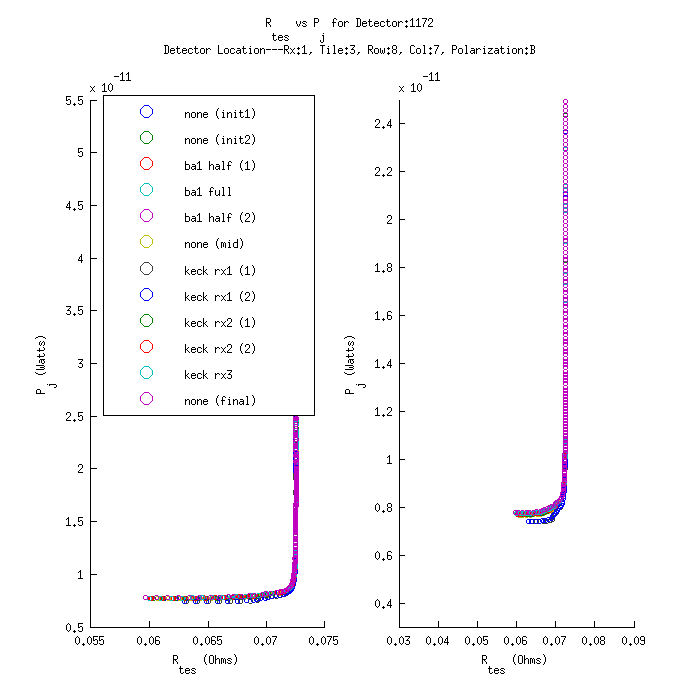 R_tes vs P_j for Detector:1172
Detector Location---Rx:1, Tile:3, Row:8, Col:7, Polarization:B
x 10^-11
5.5
5
4.5
4
3.5
3
2.5
2
1.5
1
0.5
P_j (Watts)
none (init1)
none (init2)
ba1 half (1)
ba1 full
ba1 half (2)
none (mid)
keck rx1 (1)
keck rx1 (2)
keck rx2 (1)
keck rx2 (2)
keck rx3
none (final)
0.055 0.06 0.065 0.07 0.075
R_tes (Ohms)
x 10^-11
2.4
2.2
2
1.8
1.6
1.4
1.2
1
0.8
0.6
0.4
P_j (Watts)
0.03 0.04 0.05 0.06 0.07 0.08 0.09
R_tes (Ohms)